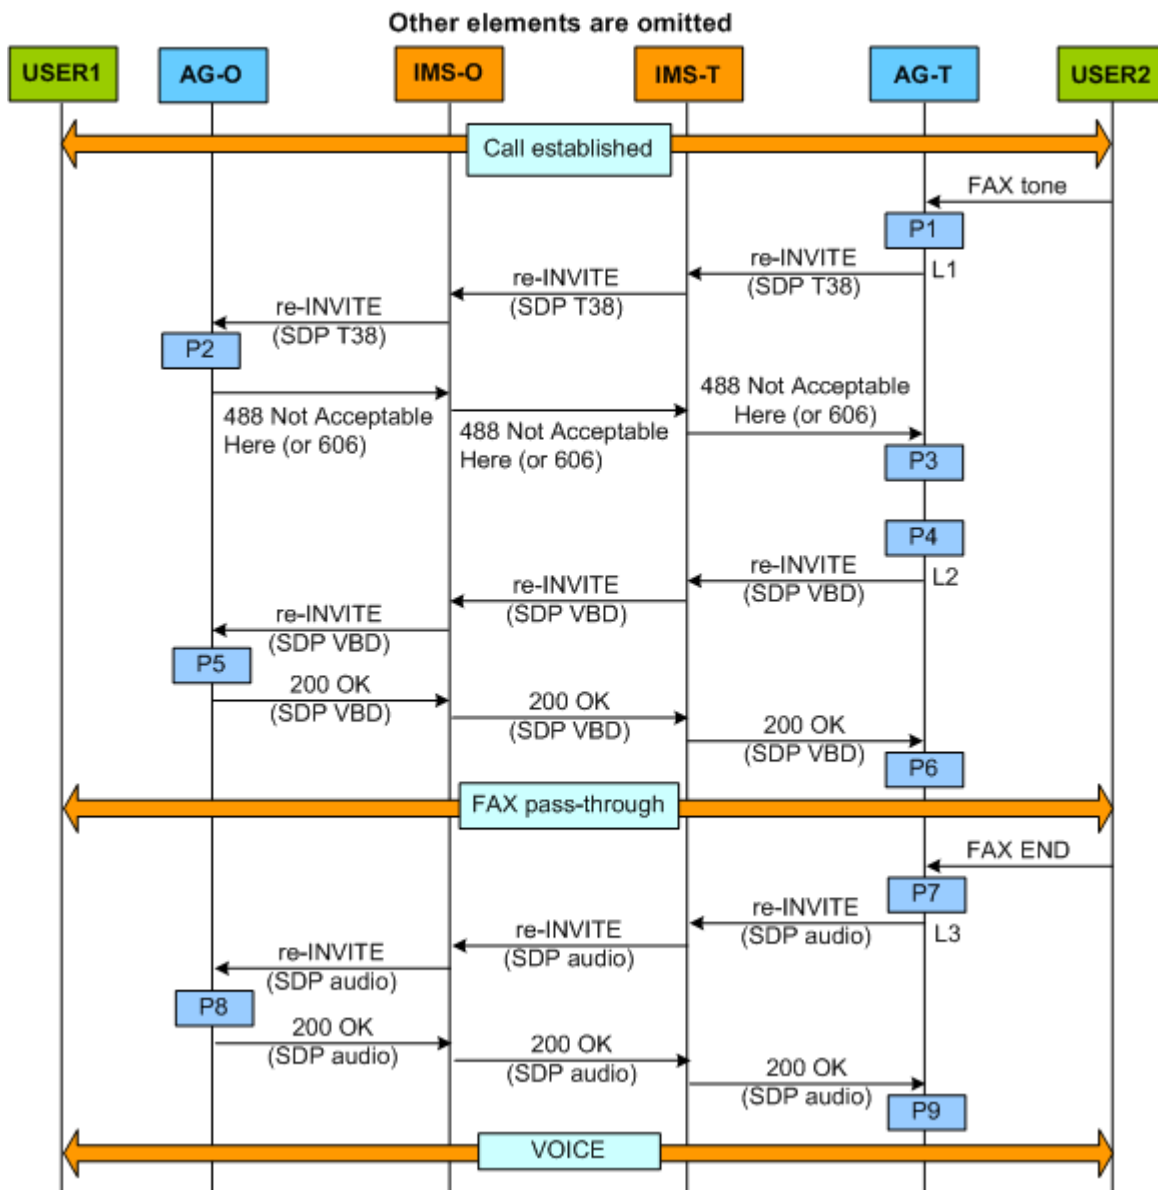 Other elements are omitted
USER1
AG-O
IMS-O
IMS-T
AG-T
USER2
Call established
FAX tone
P1
re-INVITE
(SDP T38)
L1
re-INVITE
(SDP T38)
re-INVITE
(SDP T38)
P2
488 Not Acceptable
Here (or 606)
488 Not Acceptable
Here (or 606)
488 Not Acceptable
Here (or 606)
P3
P4
re-INVITE
(SDP VBD)
L2
re-INVITE
(SDP VBD)
re-INVITE
(SDP VBD)
P5
200 OK
(SDP VBD)
200 OK
(SDP VBD)
200 OK
(SDP VBD)
P6
FAX pass-through
FAX END
P7
re-INVITE
(SDP audio)
L3
re-INVITE
(SDP audio)
re-INVITE
(SDP audio)
P8
200 OK
(SDP audio)
200 OK
(SDP audio)
200 OK
(SDP audio)
P9
VOICE